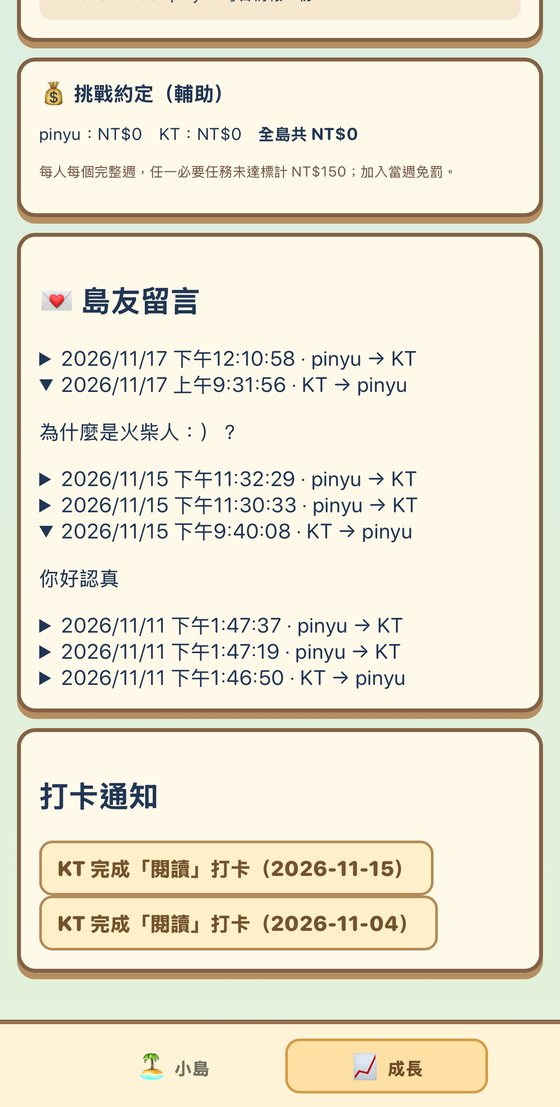 挑戰約定（輔助）
pinyu：NT$0 KT：NT$0 全島共 NT$0
每人每個完整週，任一必要任務未達標計 NT$150；加入當週免罰。
島友留言
▶ 2026/11/17 下午12:10:58 · pinyu → KT
▼ 2026/11/17 上午9:31:56 · KT → pinyu
為什麼是火柴人：） ？
▶ 2026/11/15 下午11:32:29 · pinyu → KT
▶ 2026/11/15 下午11:30:33 · pinyu → KT
▼ 2026/11/15 下午9:40:08 · KT → pinyu
你好認真
▶ 2026/11/11 下午1:47:37 · pinyu → KT
▶ 2026/11/11 下午1:47:19 · pinyu → KT
▶ 2026/11/11 下午1:46:50 · KT → pinyu
打卡通知
KT 完成「閱讀」打卡（2026-11-15）
KT 完成「閱讀」打卡（2026-11-04）
小島
成長